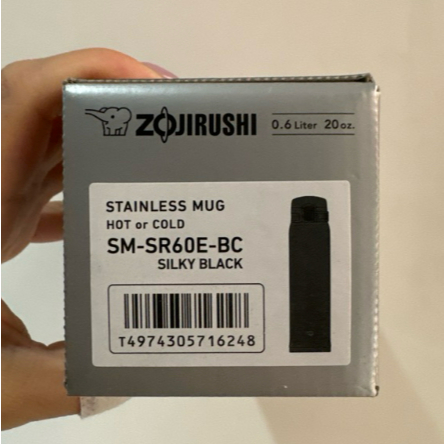 ZOJIRUSHI 0.6 Liter 20oz.
STAINLESS MUG
HOT or COLD
SM-SR60E-BC
SILKY BLACK
T4974305716248